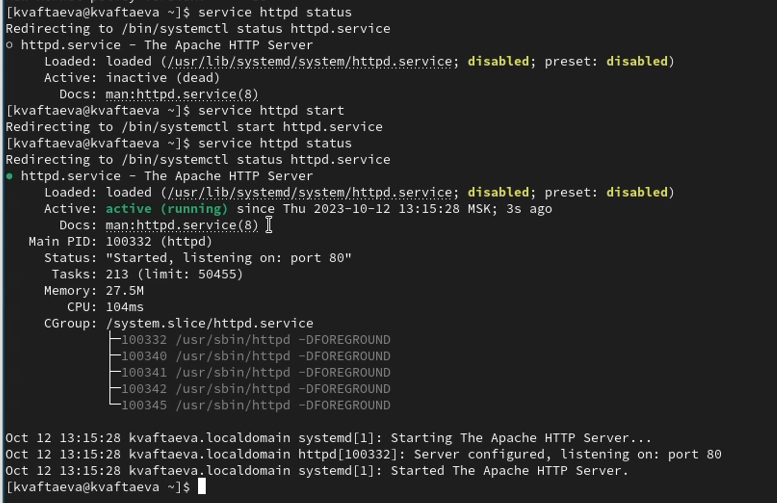 [kvaftaeva@kvaftaeva ~]$ service httpd status
Redirecting to /bin/systemctl status httpd.service
○ httpd.service - The Apache HTTP Server
     Loaded: loaded (/usr/lib/systemd/system/httpd.service; disabled; preset: disabled)
     Active: inactive (dead)
       Docs: man:httpd.service(8)
[kvaftaeva@kvaftaeva ~]$ service httpd start
Redirecting to /bin/systemctl start httpd.service
[kvaftaeva@kvaftaeva ~]$ service httpd status
Redirecting to /bin/systemctl status httpd.service
● httpd.service - The Apache HTTP Server
     Loaded: loaded (/usr/lib/systemd/system/httpd.service; disabled; preset: disabled)
     Active: active (running) since Thu 2023-10-12 13:15:28 MSK; 3s ago
       Docs: man:httpd.service(8)
   Main PID: 100332 (httpd)
     Status: "Started, listening on: port 80"
      Tasks: 213 (limit: 50455)
     Memory: 27.5M
        CPU: 104ms
     CGroup: /system.slice/httpd.service
             ├─100332 /usr/sbin/httpd -DFOREGROUND
             ├─100340 /usr/sbin/httpd -DFOREGROUND
             ├─100341 /usr/sbin/httpd -DFOREGROUND
             ├─100342 /usr/sbin/httpd -DFOREGROUND
             └─100345 /usr/sbin/httpd -DFOREGROUND
Oct 12 13:15:28 kvaftaeva.localdomain systemd[1]: Starting The Apache HTTP Server...
Oct 12 13:15:28 kvaftaeva.localdomain httpd[100332]: Server configured, listening on: port 80
Oct 12 13:15:28 kvaftaeva.localdomain systemd[1]: Started The Apache HTTP Server.
[kvaftaeva@kvaftaeva ~]$